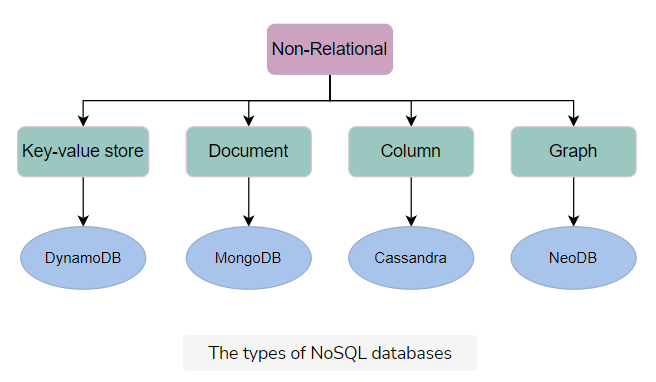 Non-Relational
Key-value store
Document
Column
Graph
DynamoDB
MongoDB
Cassandra
NeoDB
The types of NoSQL databases